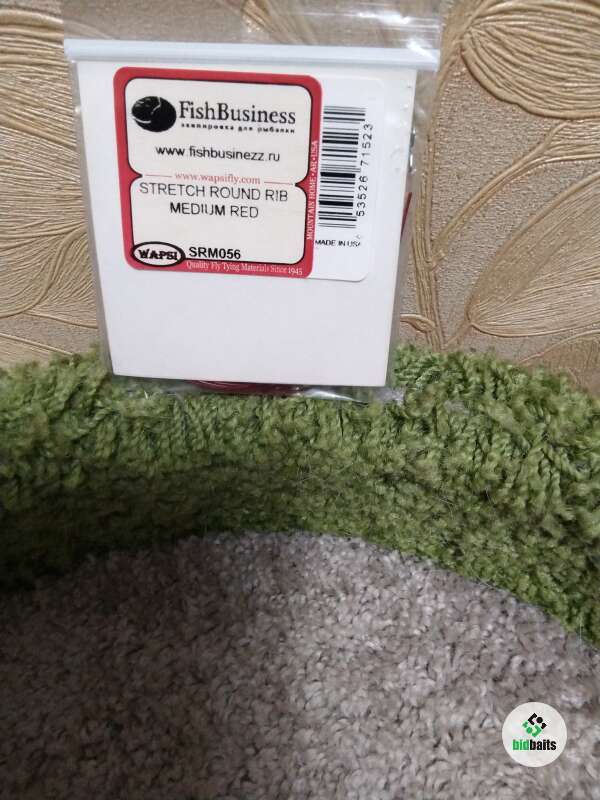 FishBusiness
экипировка для рыбалки
www.fishbusinezz.ru
www.wapsifly.com
STRETCH ROUND RIB
MEDIUM RED
WAPSI
SRM056
Quality Fly Tying Materials Since 1945
MOUNTAIN HOME·AR·USA
53526 71523
MADE IN USA
bidbaits